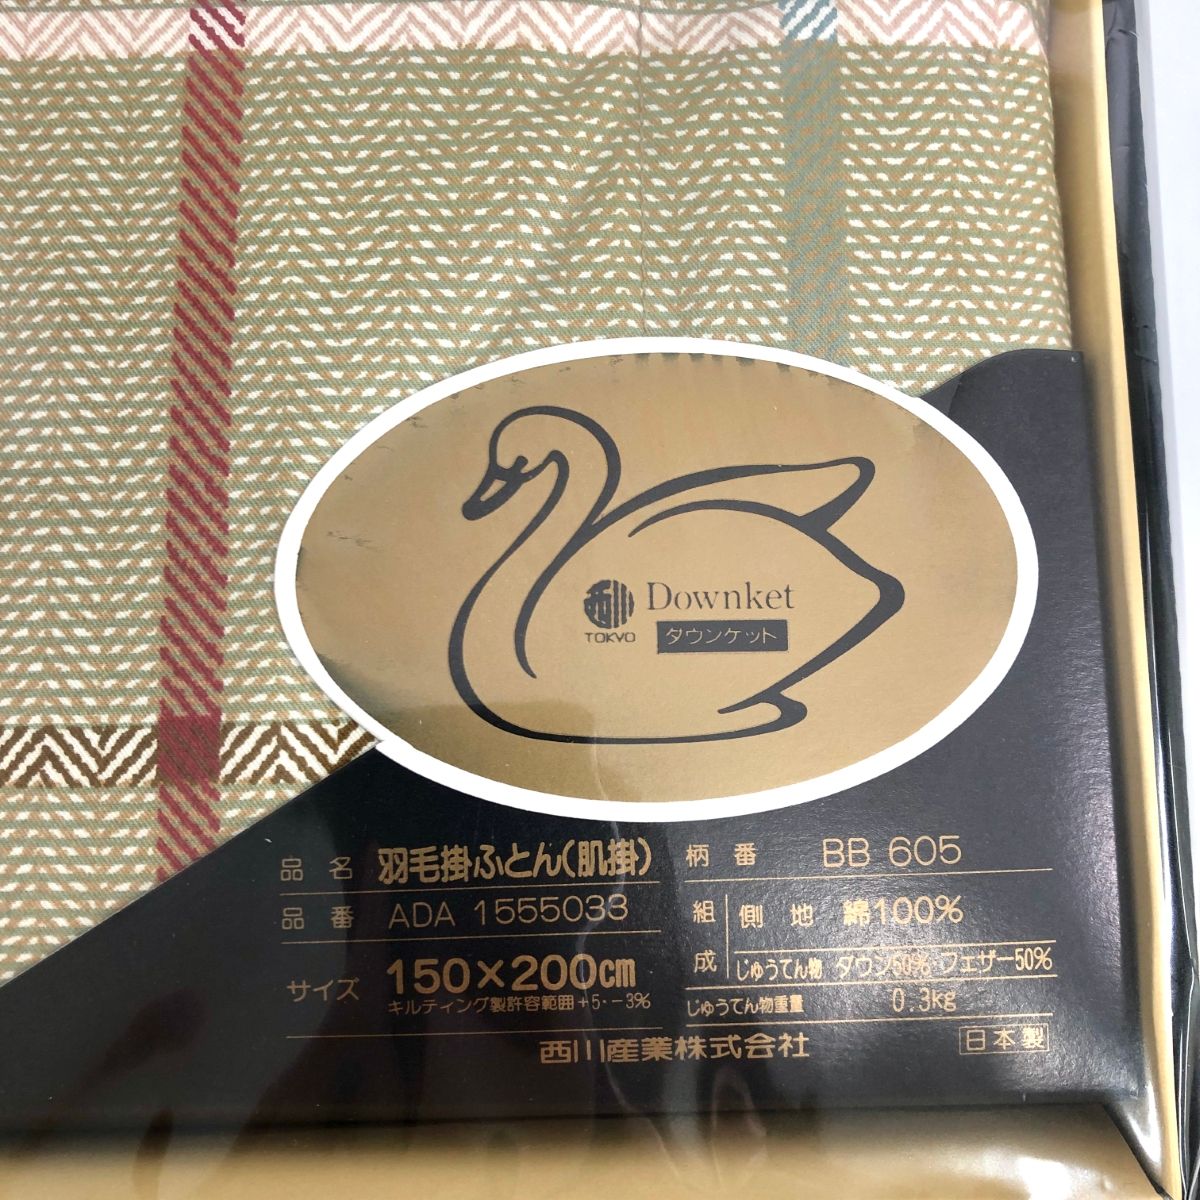 西川 Downket
TOKYO ダウンケット
品名 羽毛掛ふとん(肌掛)
品番 ADA 1555033
サイズ 150×200cm
キルティング製許容範囲+5・-3%
柄番 BB 605
組成 側地 綿100%
じゅうてん物 ダウン50%・フェザー50%
じゅうてん物重量 0.3kg
西川産業株式会社 日本製